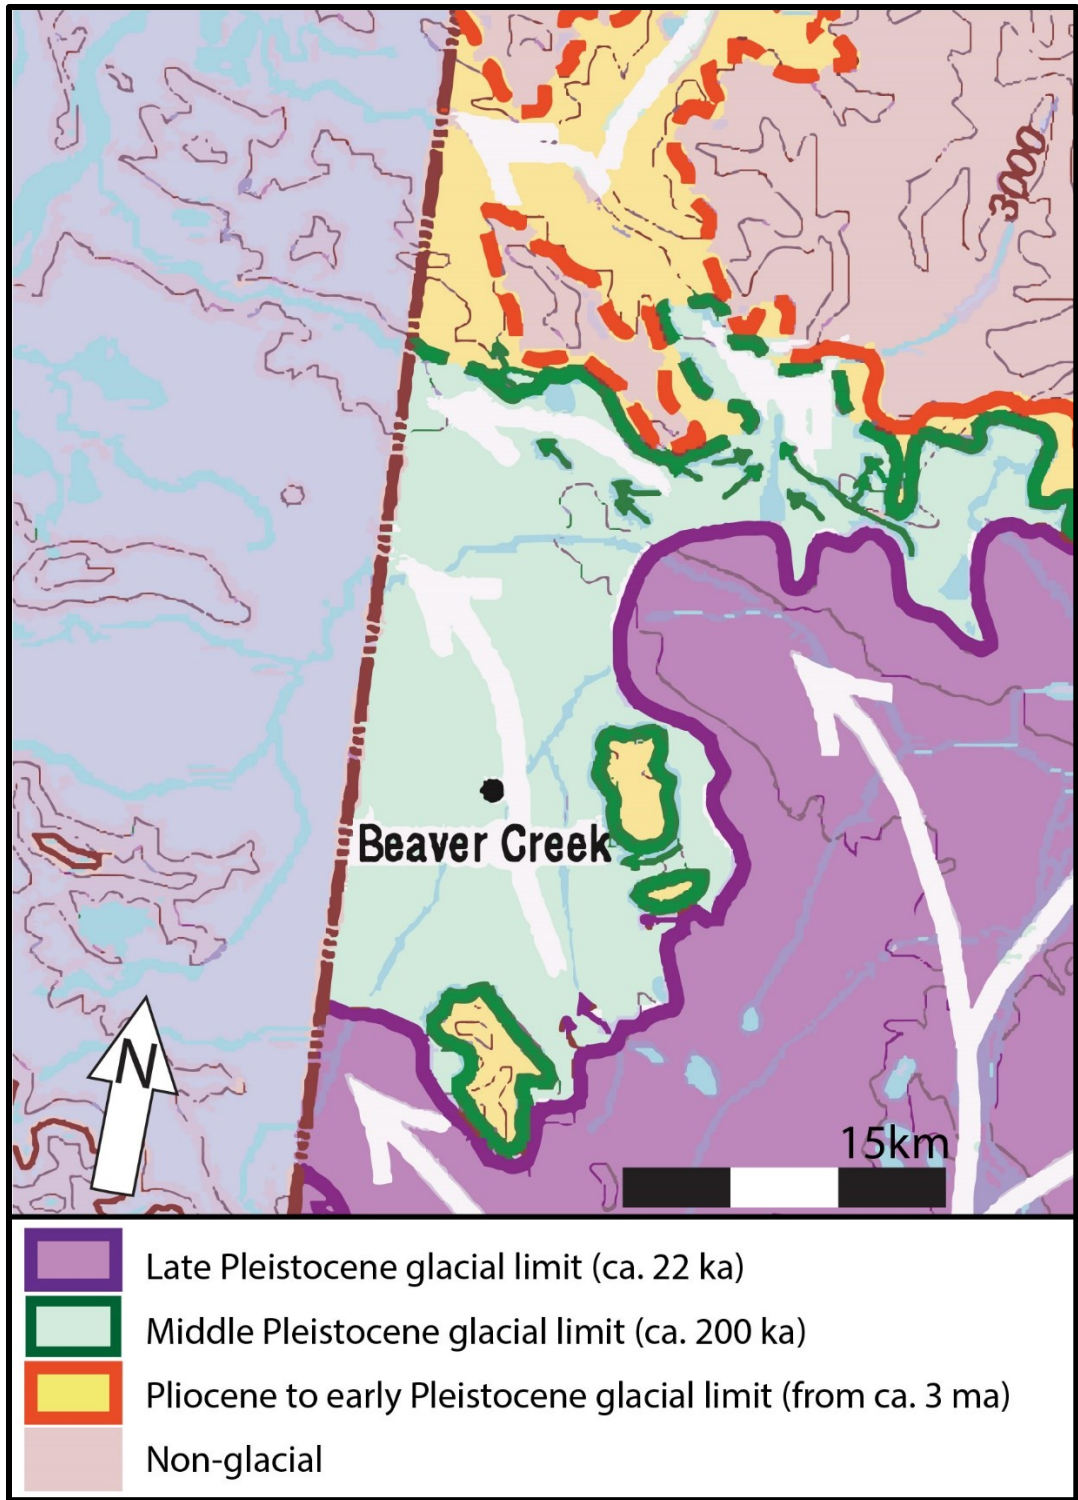 3000
Beaver Creek
N
15km
Late Pleistocene glacial limit (ca. 22 ka)
Middle Pleistocene glacial limit (ca. 200 ka)
Pliocene to early Pleistocene glacial limit (from ca. 3 ma)
Non-glacial